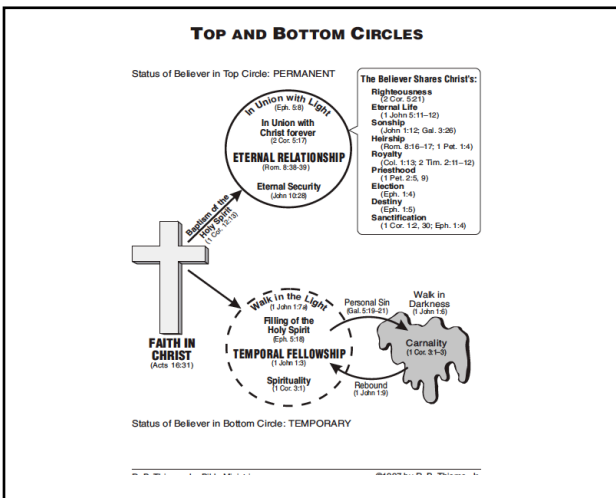 TOP AND BOTTOM CIRCLES
Status of Believer in Top Circle: PERMANENT
In Union with Light
(Eph. 5:8)
In Union with
Christ forever
(2 Cor. 5:17)
ETERNAL RELATIONSHIP
(Rom. 8:38-39)
Eternal Security
(John 10:28)
The Believer Shares Christ's:
Righteousness
(2 Cor. 5:21)
Eternal Life
(1 John 5:11–12)
Sonship
(John 1:12; Gal. 3:26)
Heirship
(Rom. 8:16–17; 1 Pet. 1:4)
Royalty
(Col. 1:13; 2 Tim. 2:11–12)
Priesthood
(1 Pet. 2:5, 9)
Election
(Eph. 1:4)
Destiny
(Eph. 1:5)
Sanctification
(1 Cor. 1:2, 30; Eph. 1:4)
Baptism of the
Holy Spirit
(1 Cor. 12:13)
FAITH IN
CHRIST
(Acts 16:31)
Walk in the Light
(1 John 1:7a)
Filling of the
Holy Spirit
(Eph. 5:18)
TEMPORAL FELLOWSHIP
(1 John 1:3)
Spirituality
(1 Cor. 3:1)
Personal Sin
(Gal. 5:19–21)
Walk in
Darkness
(1 John 1:6)
Carnality
(1 Cor. 3:1–3)
Rebound
(1 John 1:9)
Status of Believer in Bottom Circle: TEMPORARY